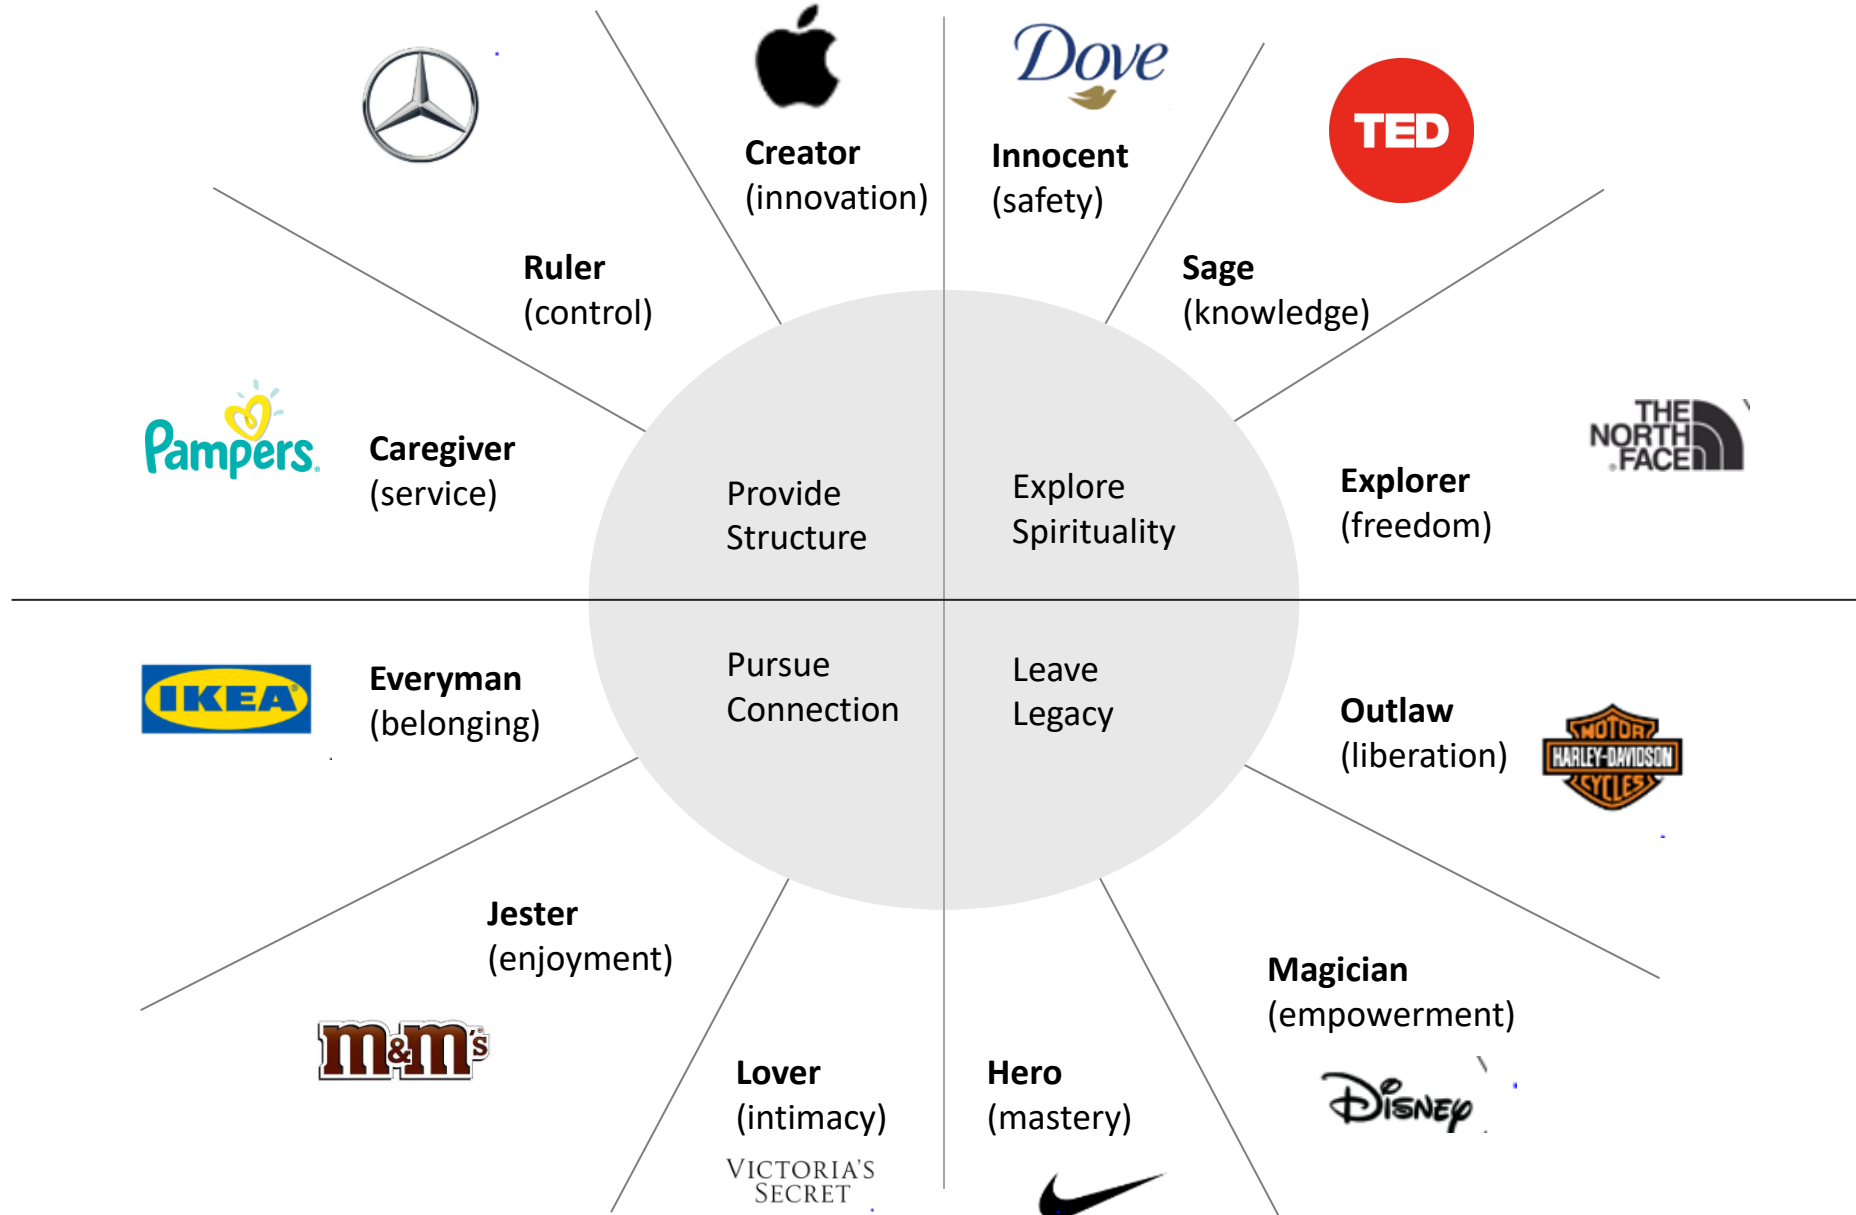 Dove
TED
Creator
(innovation)
Innocent
(safety)
Ruler
(control)
Sage
(knowledge)
Pampers.
Caregiver
(service)
Provide
Structure
Explore
Spirituality
Explorer
(freedom)
THE
NORTH
FACE
IKEA
Everyman
(belonging)
Pursue
Connection
Leave
Legacy
Outlaw
(liberation)
MOTOR
HARLEY-DAVIDSON
CYCLES
Jester
(enjoyment)
m&m's
Magician
(empowerment)
Disney
Lover
(intimacy)
VICTORIA'S
SECRET
Hero
(mastery)